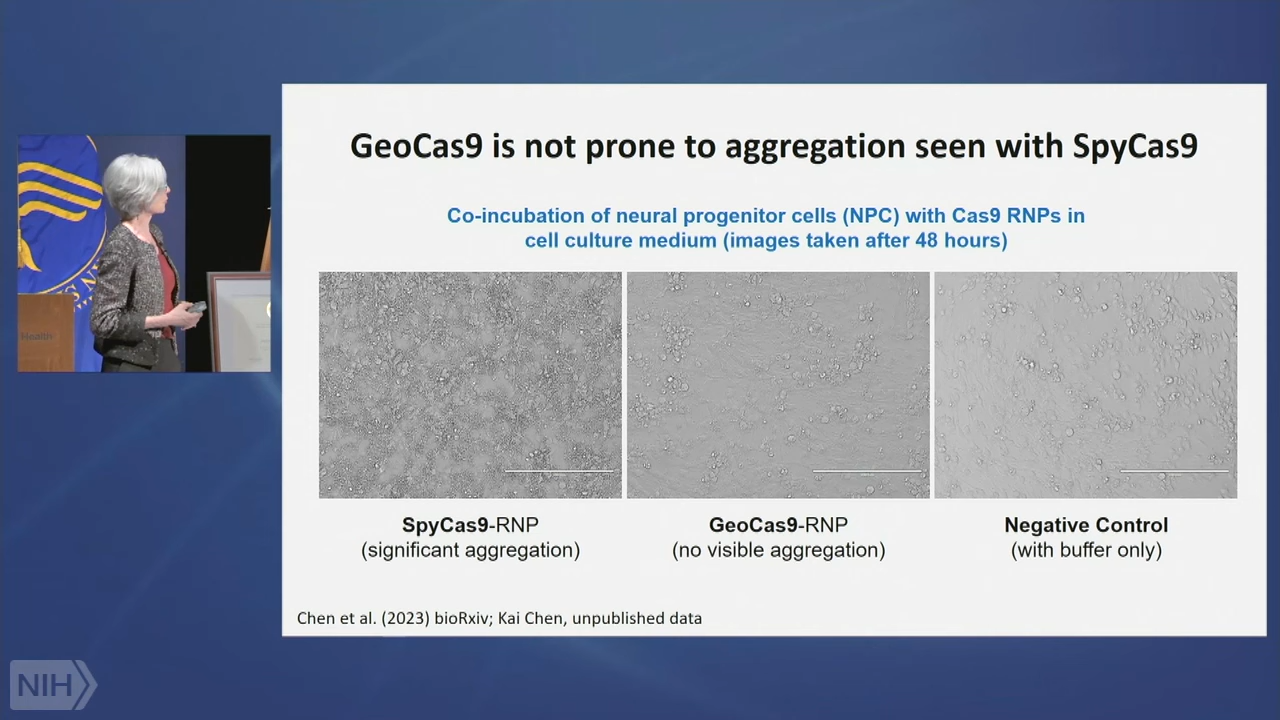 GeoCas9 is not prone to aggregation seen with SpyCas9
Co-incubation of neural progenitor cells (NPC) with Cas9 RNPs in
cell culture medium (images taken after 48 hours)
SpyCas9-RNP
(significant aggregation)
GeoCas9-RNP
(no visible aggregation)
Negative Control
(with buffer only)
Chen et al. (2023) bioRxiv; Kai Chen, unpublished data
Health
NIH